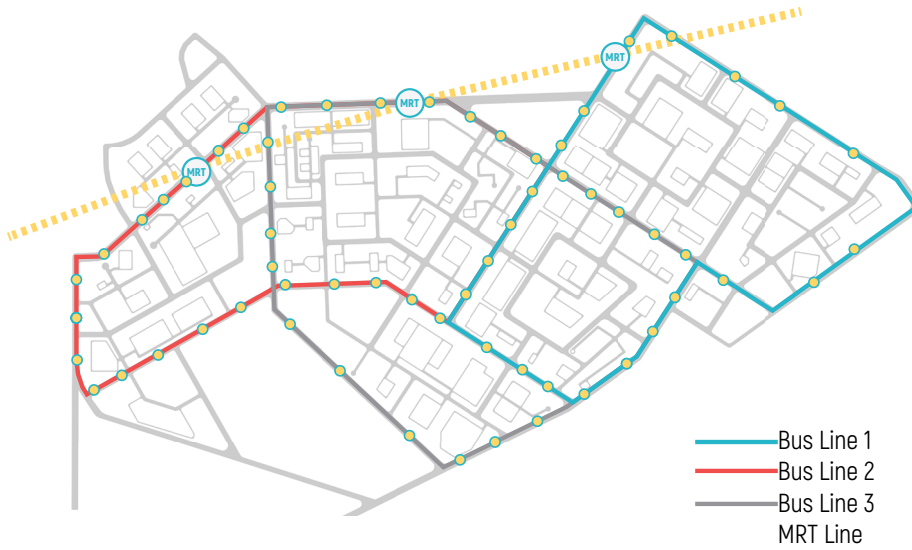 MRT
MRT
MRT
Bus Line 1
Bus Line 2
Bus Line 3
MRT Line